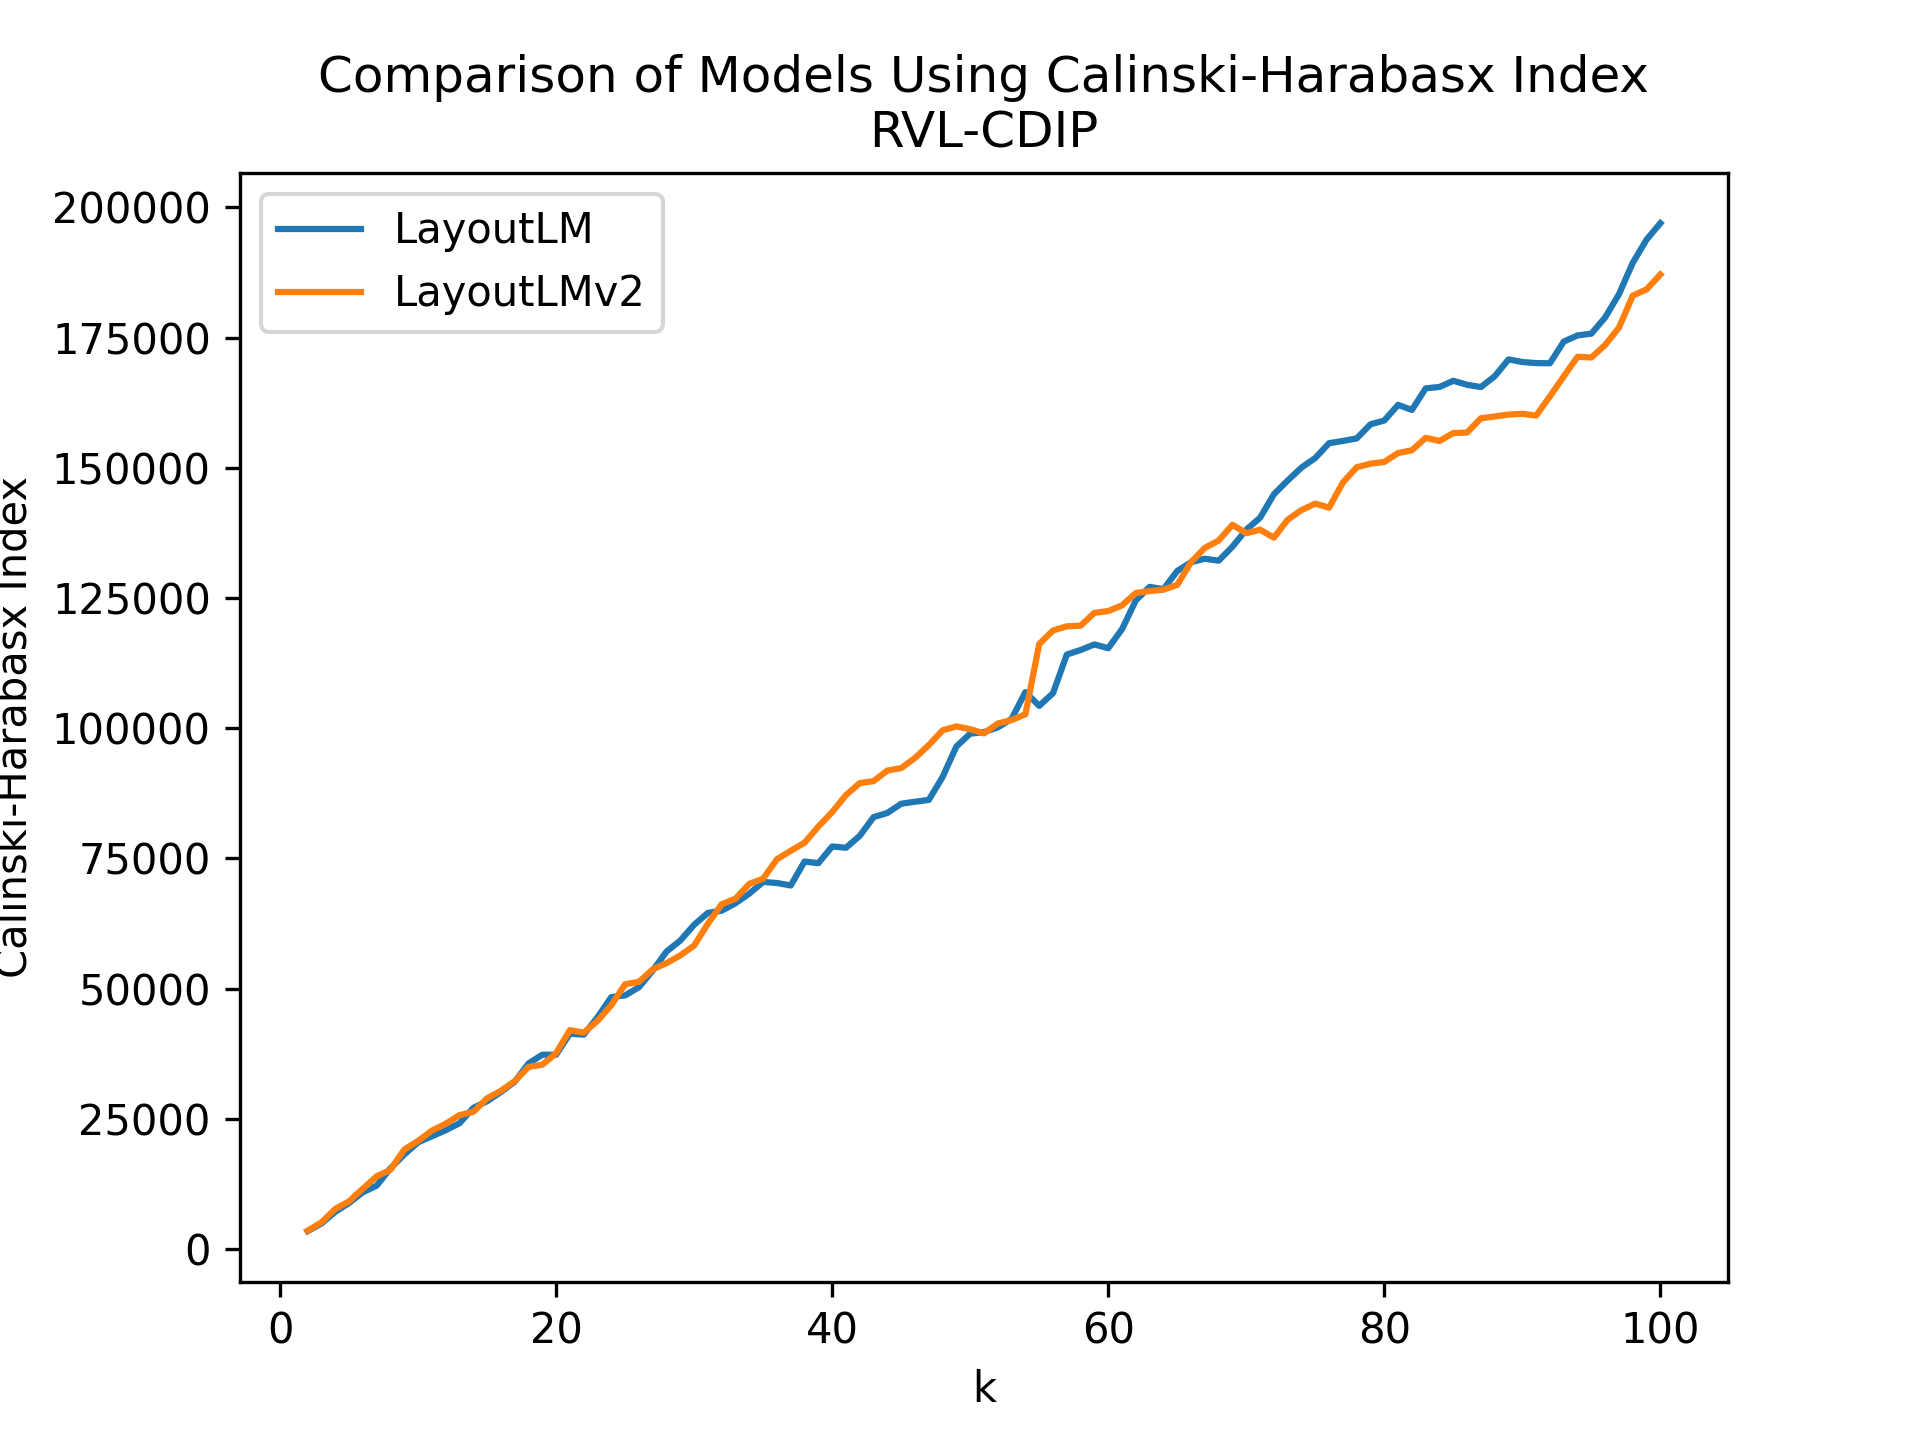 Comparison of Models Using Calinski-Harabasx Index
RVL-CDIP
LayoutLM
LayoutLMv2
Calinski-Harabasx Index
200000
175000
150000
125000
100000
75000
50000
25000
0
0 20 40 60 80 100
k